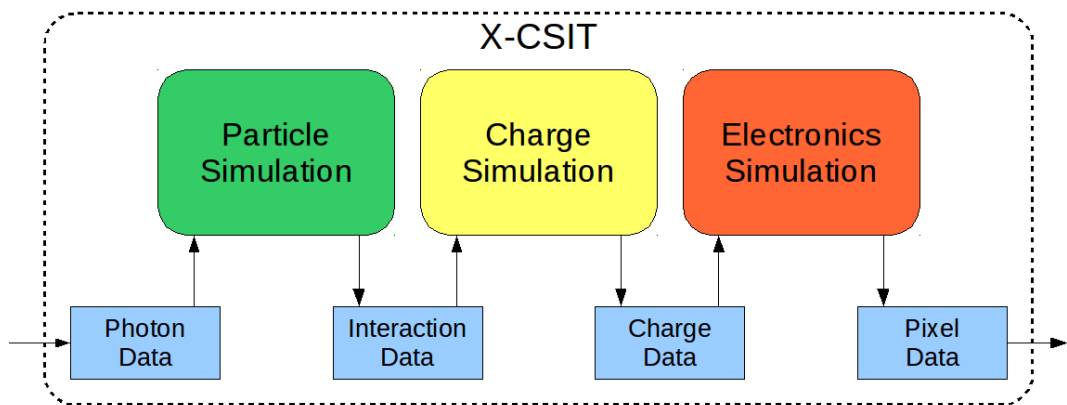 X-CSIT
Particle
Simulation
Charge
Simulation
Electronics
Simulation
Photon
Data
Interaction
Data
Charge
Data
Pixel
Data